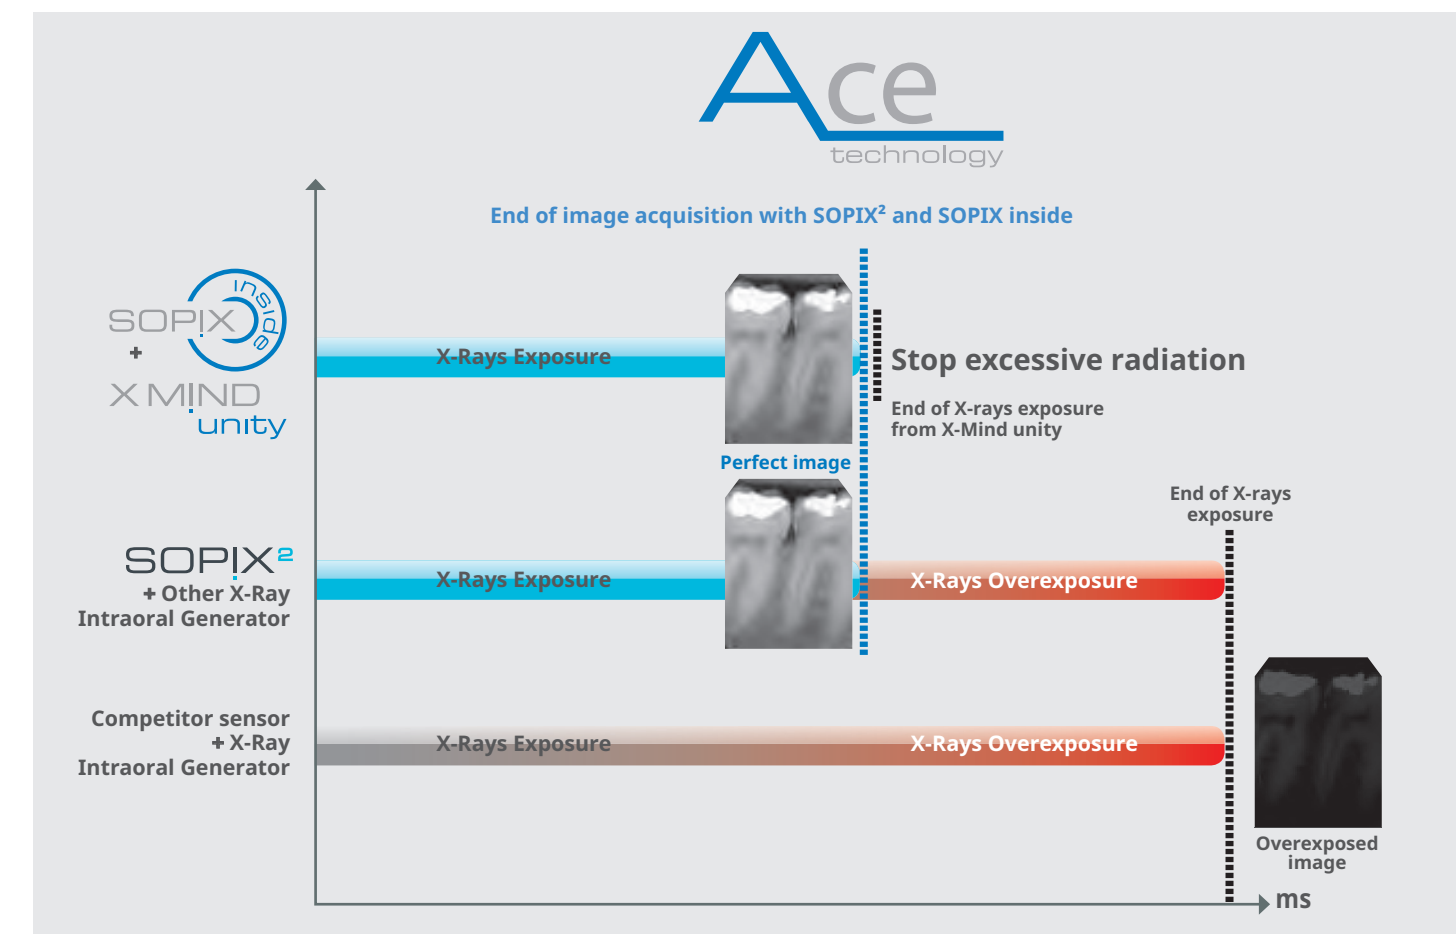 Ace
technology
End of image acquisition with SOPIX² and SOPIX inside
SOPIX inside
+
X MIND
unity
X-Rays Exposure
Stop excessive radiation
End of X-rays exposure
from X-Mind unity
Perfect image
End of X-rays
exposure
SOPIX²
+ Other X-Ray
Intraoral Generator
X-Rays Exposure
X-Rays Overexposure
Competitor sensor
+ X-Ray
Intraoral Generator
X-Rays Exposure
X-Rays Overexposure
Overexposed
image
ms